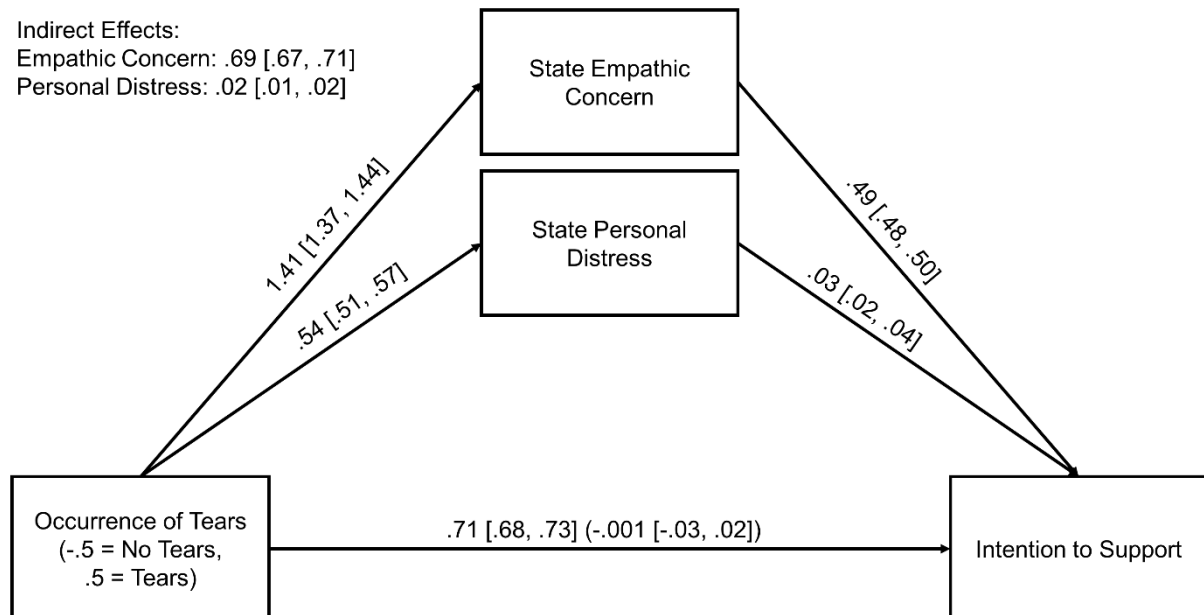 Indirect Effects:
Empathic Concern: .69 [.67, .71]
Personal Distress: .02 [.01, .02]
State Empathic
Concern
1.41 [1.37, 1.44]
.49 [.48, .50]
State Personal
Distress
.54 [.51, .57]
.03 [.02, .04]
Occurrence of Tears
(-.5 = No Tears,
.5 = Tears)
.71 [.68, .73] (-.001 [-.03, .02])
Intention to Support